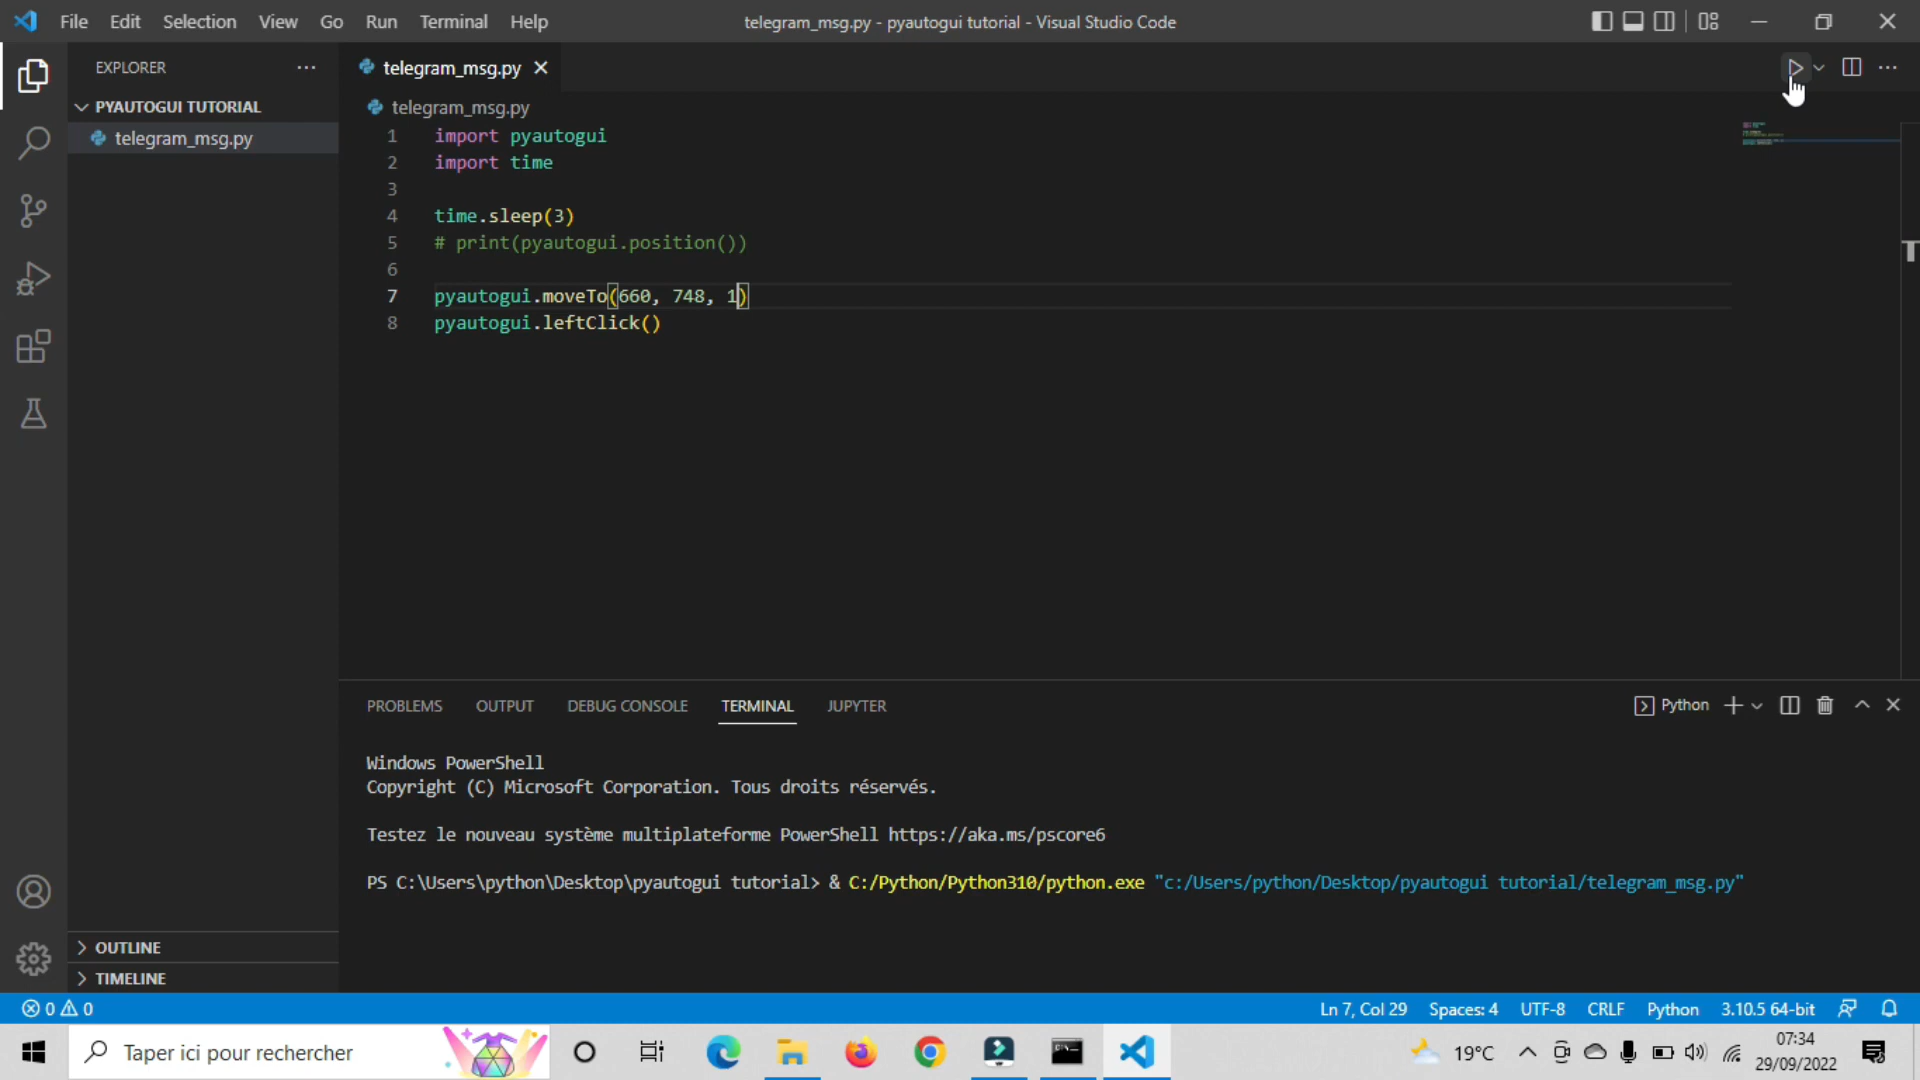 File Edit Selection View Go Run Terminal Help
telegram_msg.py - pyautogui tutorial - Visual Studio Code
EXPLORER
PYAUTOGUI TUTORIAL
telegram_msg.py
OUTLINE
TIMELINE
telegram_msg.py
telegram_msg.py
1 import pyautogui
2 import time
3
4 time.sleep(3)
5 # print(pyautogui.position())
6
7 pyautogui.moveTo(660, 748, 1)
8 pyautogui.leftClick()
PROBLEMS OUTPUT DEBUG CONSOLE TERMINAL JUPYTER
Python
Windows PowerShell
Copyright (C) Microsoft Corporation. Tous droits réservés.
Testez le nouveau système multiplateforme PowerShell https://aka.ms/pscore6
PS C:\Users\python\Desktop\pyautogui tutorial> & C:/Python/Python310/python.exe "c:/Users/python/Desktop/pyautogui tutorial/telegram_msg.py"
0 0
Ln 7, Col 29 Spaces: 4 UTF-8 CRLF Python 3.10.5 64-bit
Taper ici pour rechercher
19°C
07:34
29/09/2022